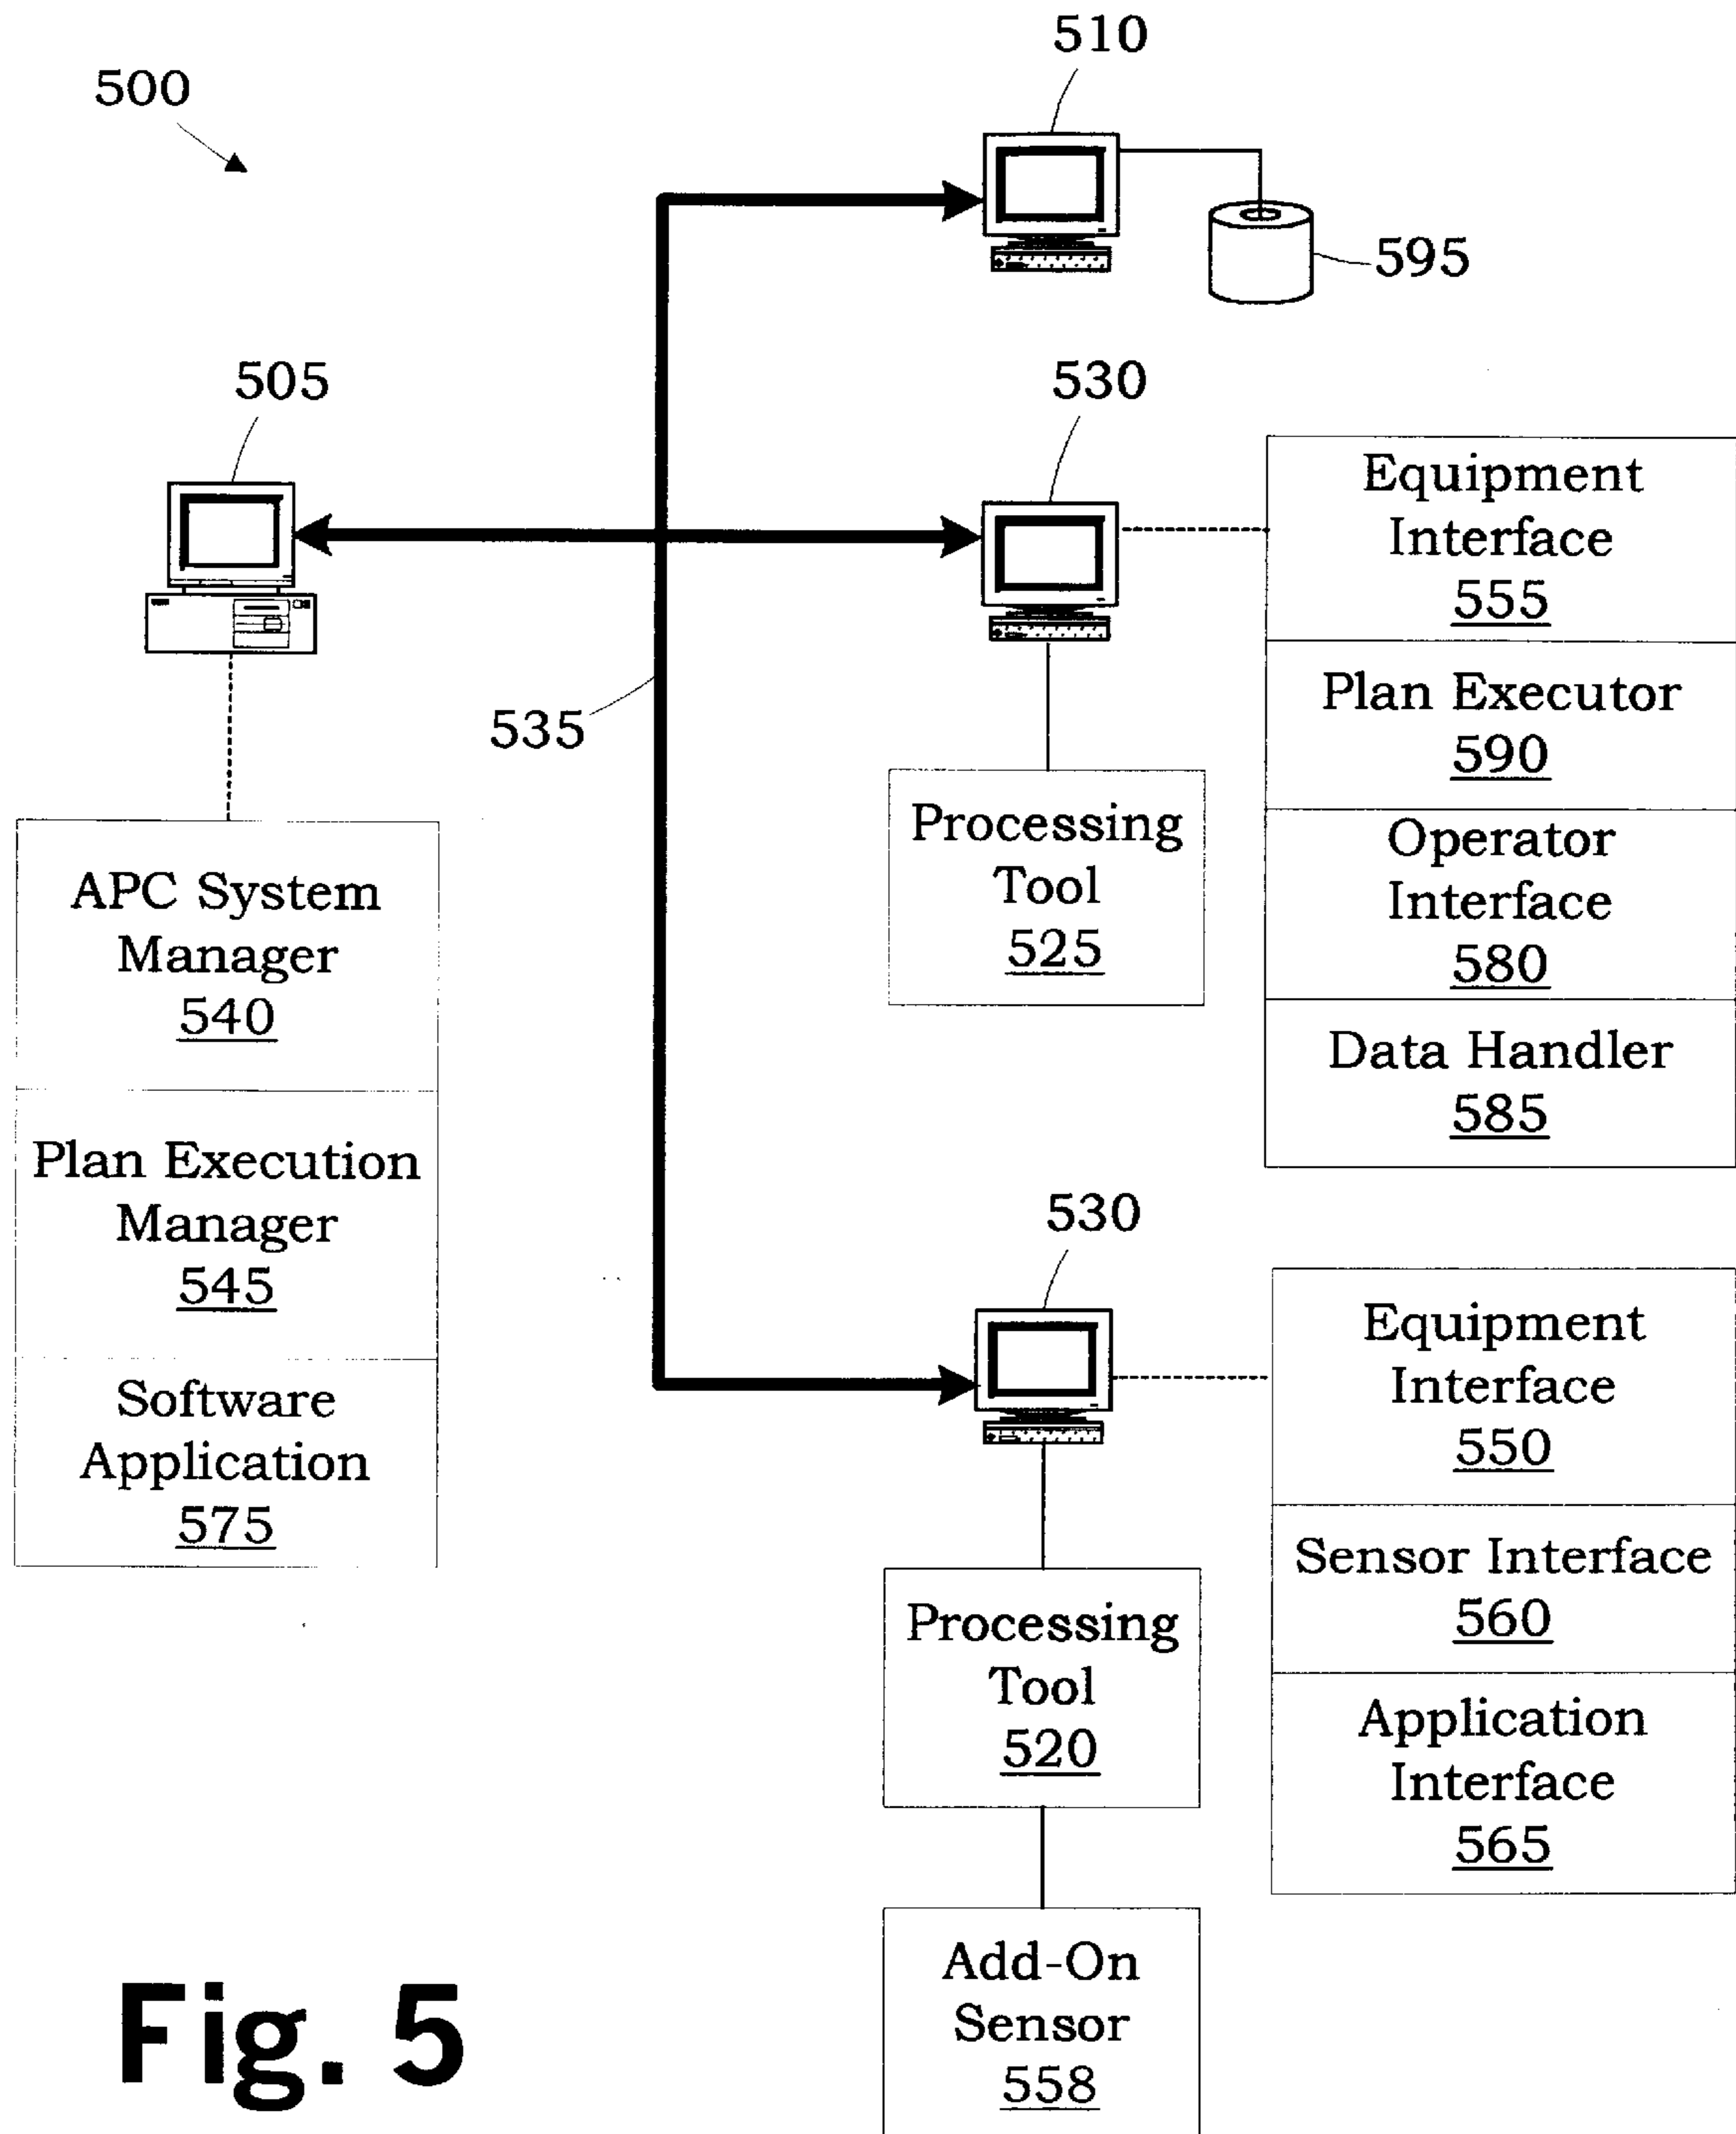 510
500
595
505
530
Equipment
Interface
555
Plan Executor
590
535
Processing
Tool
525
Operator
Interface
580
APC System
Manager
540
Data Handler
585
Plan Execution
Manager
545
530
Equipment
Interface
550
Software
Application
575
Sensor Interface
560
Processing
Tool
520
Application
Interface
565
Add-On
Sensor
558
Fig. 5